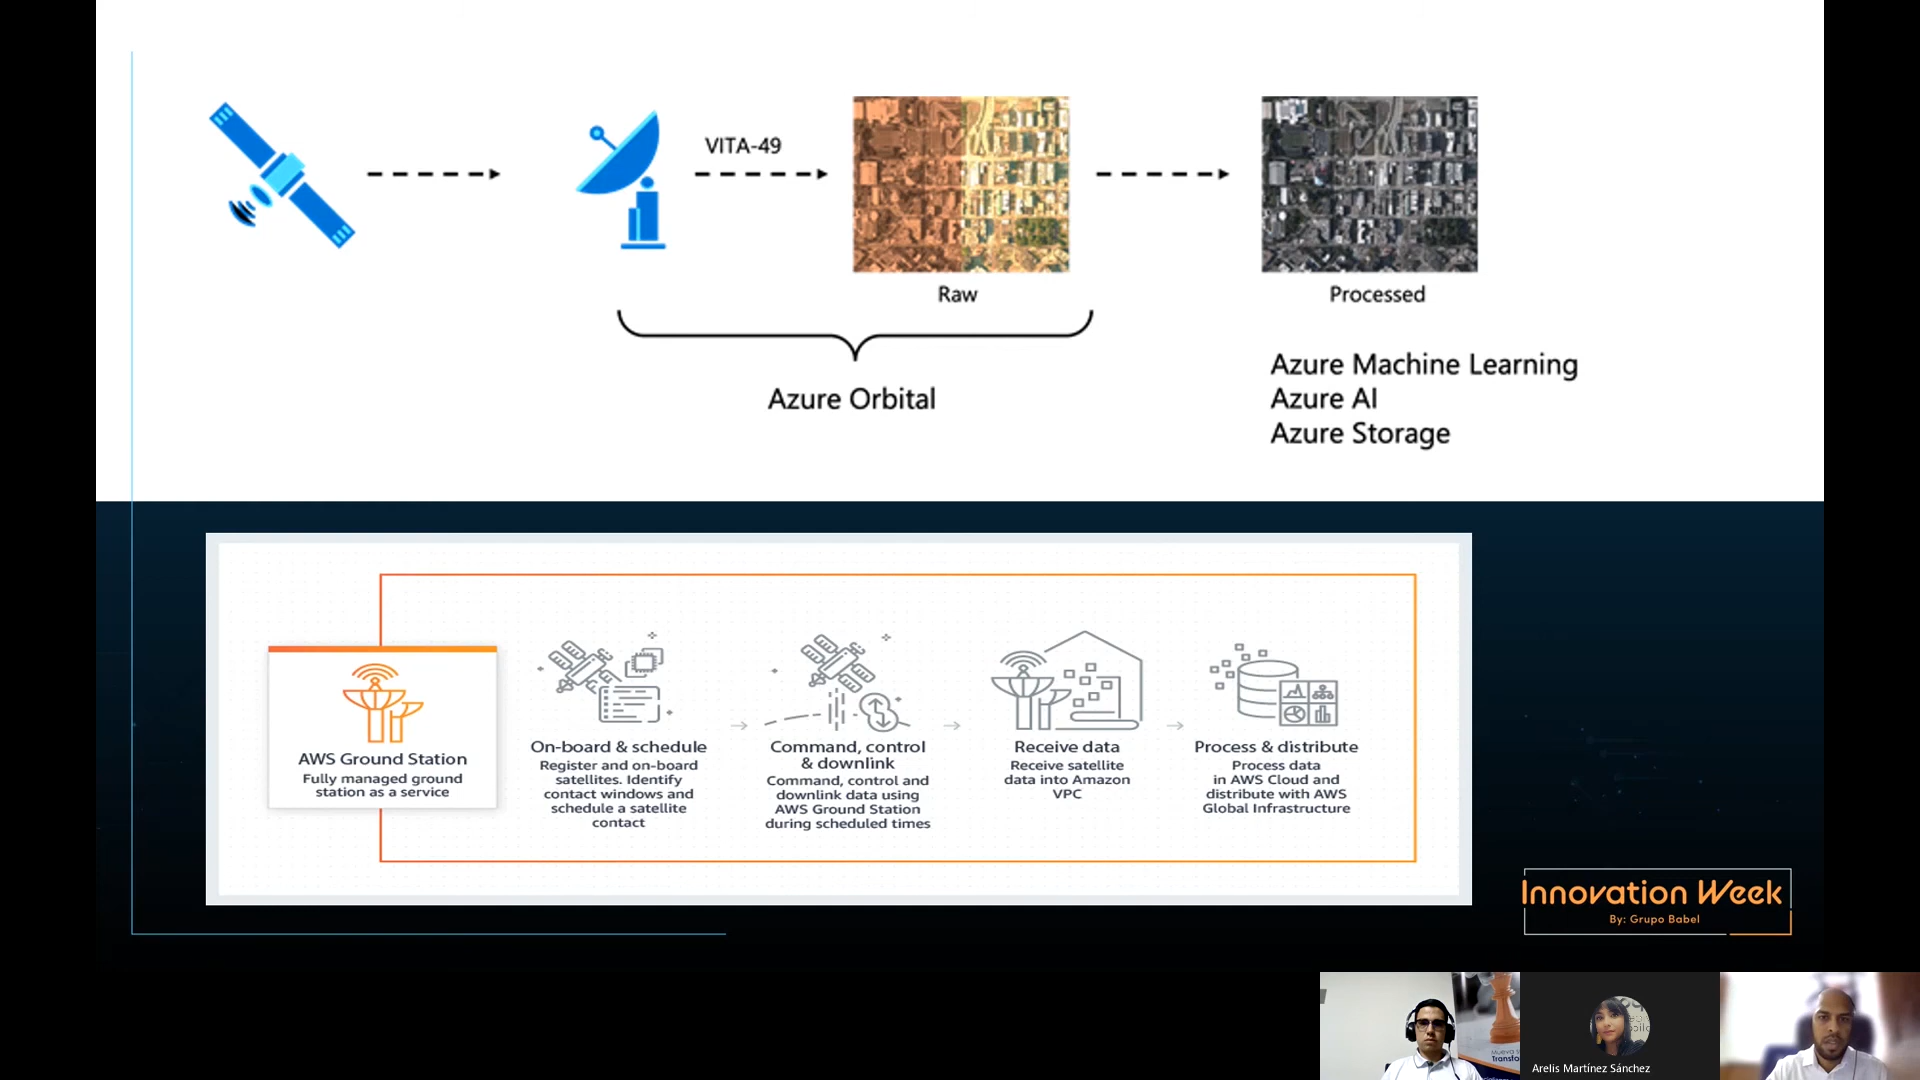 VITA-49
Raw
Processed
Azure Orbital
Azure Machine Learning
Azure AI
Azure Storage
AWS Ground Station
Fully managed ground
station as a service
On-board & schedule
Register and on-board
satellites. Identify
contact windows and
schedule a satellite
contact
Command, control
& downlink
Command, control and
downlink data using
AWS Ground Station
during scheduled times
Receive data
Receive satellite
data into Amazon
VPC
Process & distribute
Process data
in AWS Cloud and
distribute with AWS
Global Infrastructure
Innovation Week
By: Grupo Babel
Arelis Martínez Sánchez